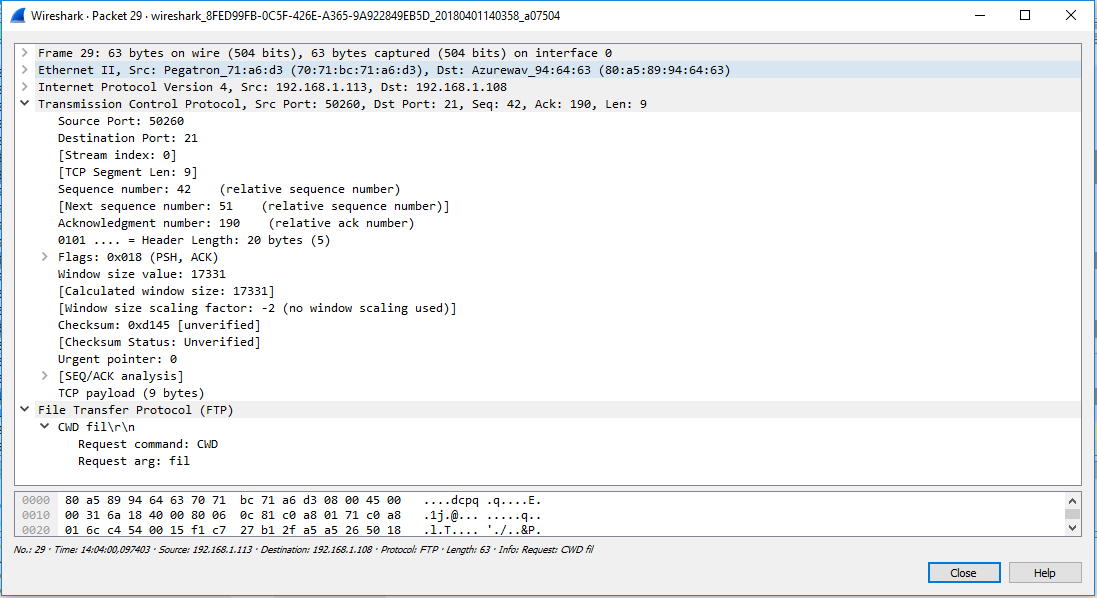 Wireshark · Packet 29 · wireshark_8FED99FB-0C5F-426E-A365-9A922849EB5D_20180401140358_a07504
Frame 29: 63 bytes on wire (504 bits), 63 bytes captured (504 bits) on interface 0
Ethernet II, Src: Pegatron_71:a6:d3 (70:71:bc:71:a6:d3), Dst: Azurewav_94:64:63 (80:a5:89:94:64:63)
Internet Protocol Version 4, Src: 192.168.1.113, Dst: 192.168.1.108
Transmission Control Protocol, Src Port: 50260, Dst Port: 21, Seq: 42, Ack: 190, Len: 9
Source Port: 50260
Destination Port: 21
[Stream index: 0]
[TCP Segment Len: 9]
Sequence number: 42    (relative sequence number)
[Next sequence number: 51    (relative sequence number)]
Acknowledgment number: 190    (relative ack number)
0101 .... = Header Length: 20 bytes (5)
Flags: 0x018 (PSH, ACK)
Window size value: 17331
[Calculated window size: 17331]
[Window size scaling factor: -2 (no window scaling used)]
Checksum: 0xd145 [unverified]
[Checksum Status: Unverified]
Urgent pointer: 0
[SEQ/ACK analysis]
TCP payload (9 bytes)
File Transfer Protocol (FTP)
CWD fil\r\n
Request command: CWD
Request arg: fil
0000  80 a5 89 94 64 63 70 71  bc 71 a6 d3 08 00 45 00   ....dcpq .q....E.
0010  00 31 6a 18 40 00 80 06  0c 81 c0 a8 01 71 c0 a8   .1j.@... .....q..
0020  01 6c c4 54 00 15 f1 c7  27 b1 2f a5 a5 26 50 18   .l.T.... './..&P.
No.: 29 · Time: 14:04:00,097403 · Source: 192.168.1.113 · Destination: 192.168.1.108 · Protocol: FTP · Length: 63 · Info: Request: CWD fil
Close Help